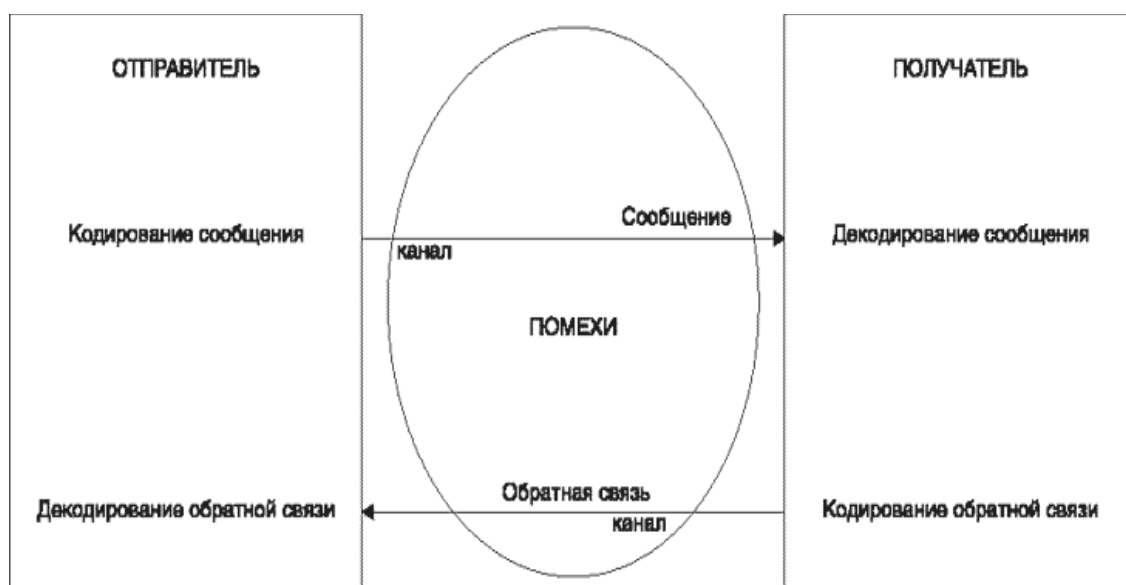 ОТПРАВИТЕЛЬ
ПОЛУЧАТЕЛЬ
Кодирование сообщения
Сообщение
канал
Декодирование сообщения
ПОМЕХИ
Декодирование обратной связи
Обратная связь
канал
Кодирование обратной связи